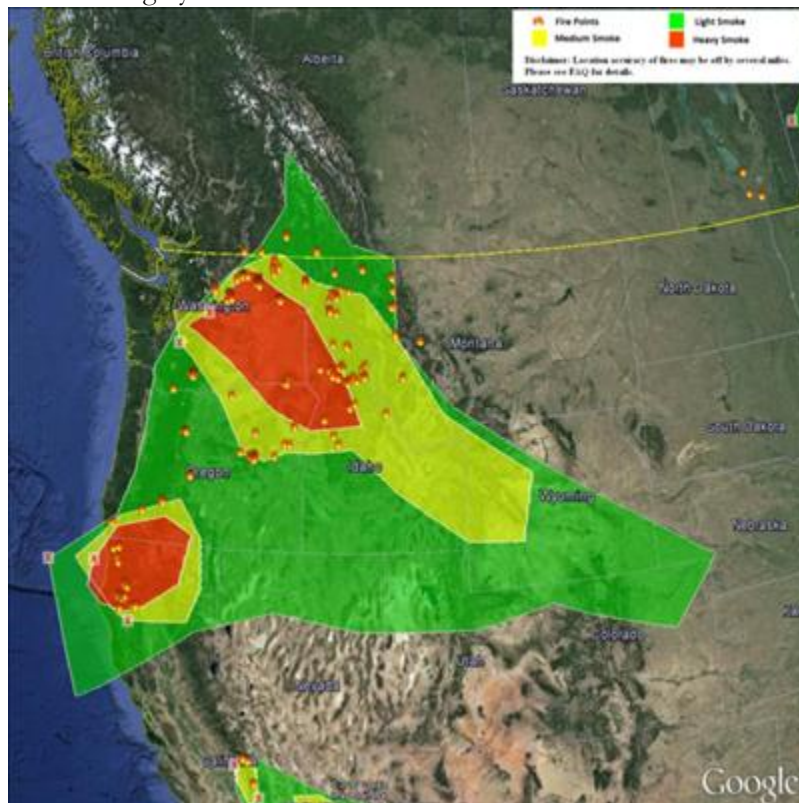 Fire Points Light Smoke
Medium Smoke Heavy Smoke
Disclaimer: Location accuracy of fires may be off by several miles.
Please see FAQ for details.
British Columbia
Alberta
Saskatchewan
North Dakota
Washington
Montana
South Dakota
Oregon
Idaho
Wyoming
Nebraska
Colorado
Utah
Nevada
Google